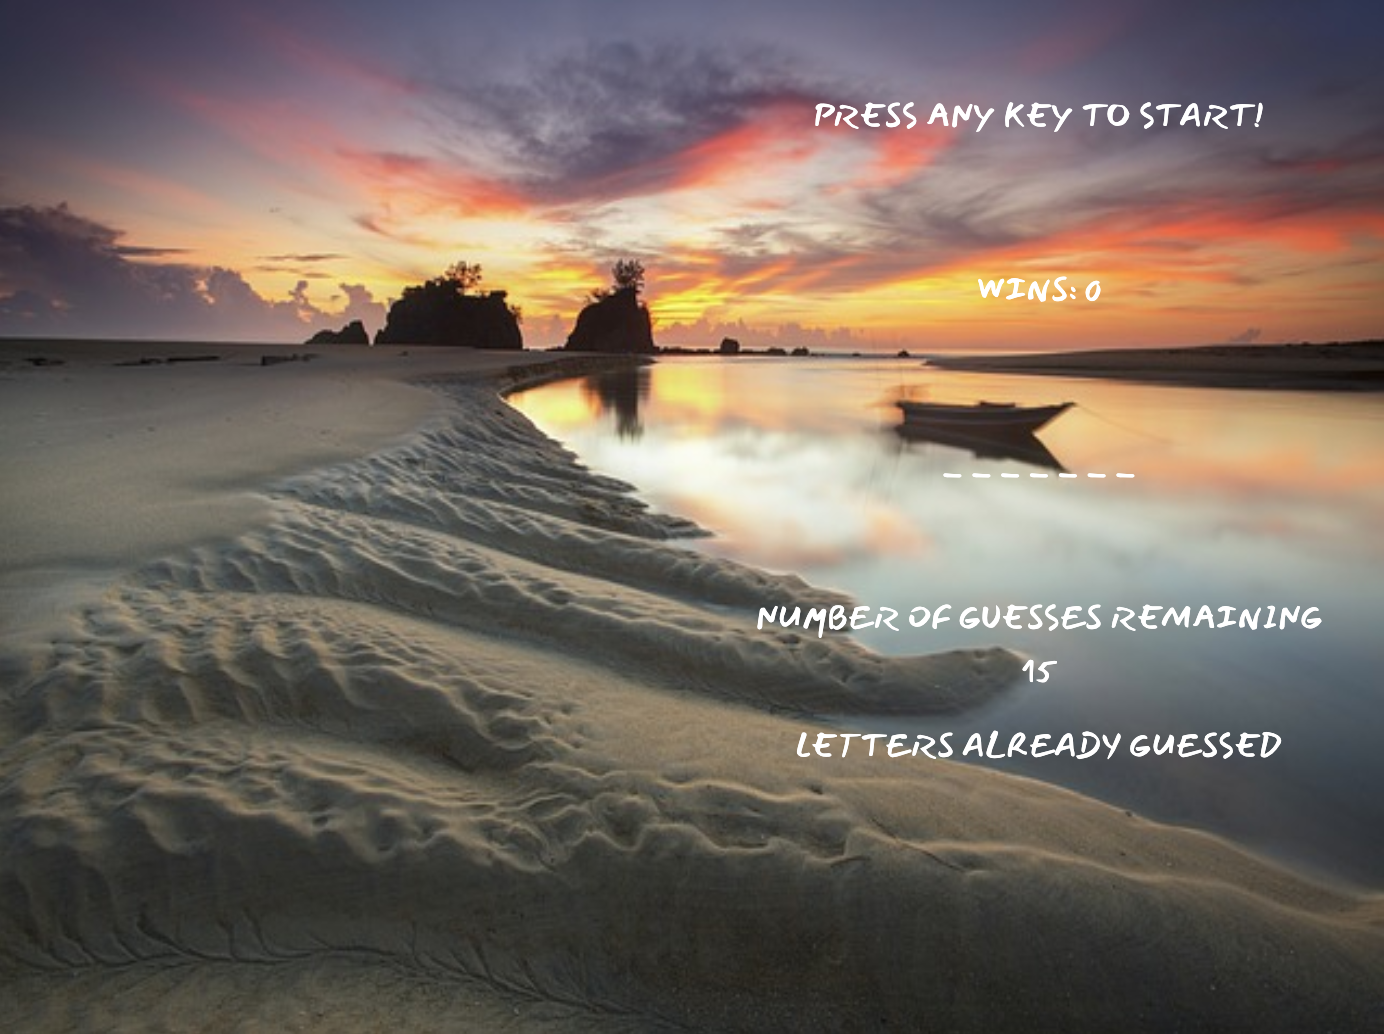 PRESS ANY KEY TO START!
WINS: 0
_ _ _ _ _ _ _
NUMBER OF GUESSES REMAINING
15
LETTERS ALREADY GUESSED